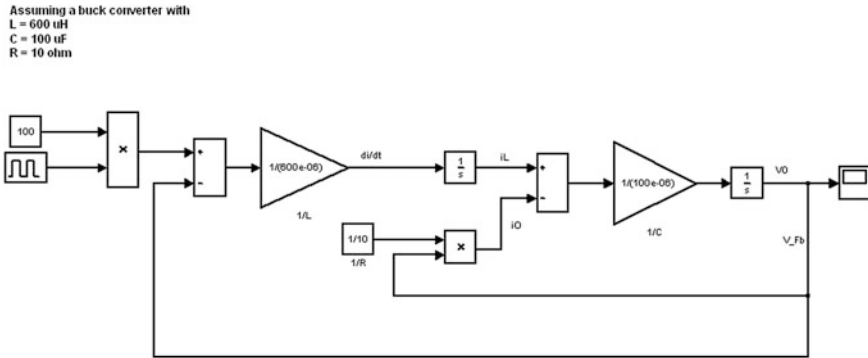 Assuming a buck converter with
L = 600 uH
C = 100 uF
R = 10 ohm
100
×
+
-
1/(600e-06)
1/L
di/dt
1
s
iL
1/10
1/R
×
iO
+
-
1/(100e-06)
1/C
1
s
VO
V_Fb